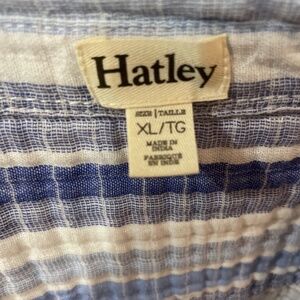 Hatley
SIZE | TAILLE
XL/TG
MADE IN
INDIA
FABRIQUÉ
EN INDE